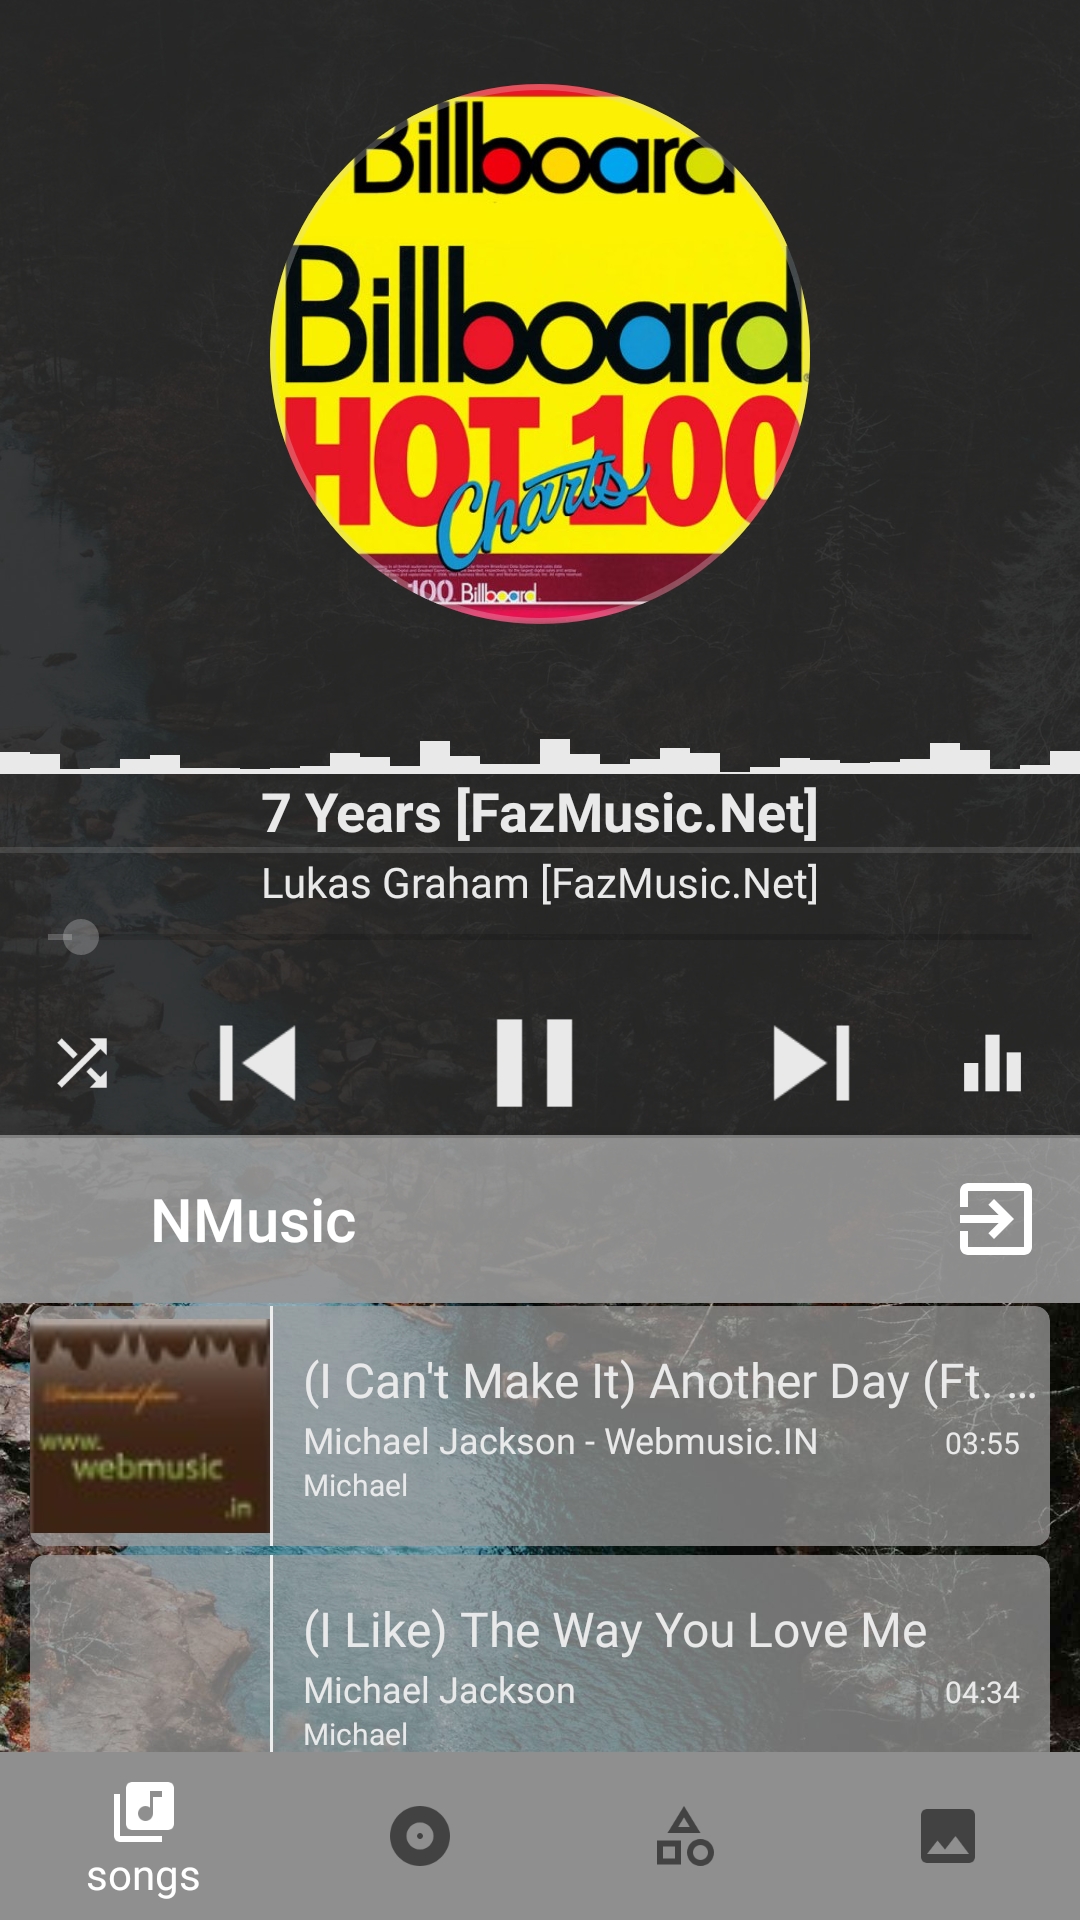 Billboard
Billboard
HOT 100
Charts
100 Billboard
7 Years [FazMusic.Net]
Lukas Graham [FazMusic.Net]
NMusic
www.
webmusic
.in
(I Can't Make It) Another Day (Ft. ...
Michael Jackson - Webmusic.IN
03:55
Michael
(I Like) The Way You Love Me
Michael Jackson
04:34
Michael
songs